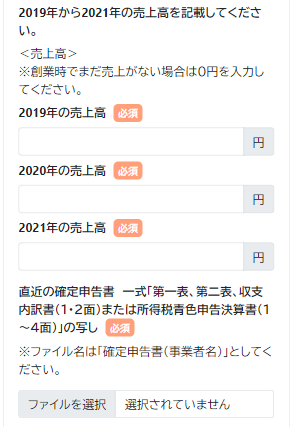 2019年から2021年の売上高を記載してくださ
い。
＜売上高＞
※創業時でまだ売上がない場合は0円を入力し
てください。
2019年の売上高 必須
円
2020年の売上高 必須
円
2021年の売上高 必須
円
直近の確定申告書 一式「第一表、第二表、収支
内訳書（1・2面）または所得税青色申告決算書（1
～4面）」の写し 必須
※ファイル名は「確定申告書（事業者名）」としてく
ださい。
ファイルを選択 選択されていません